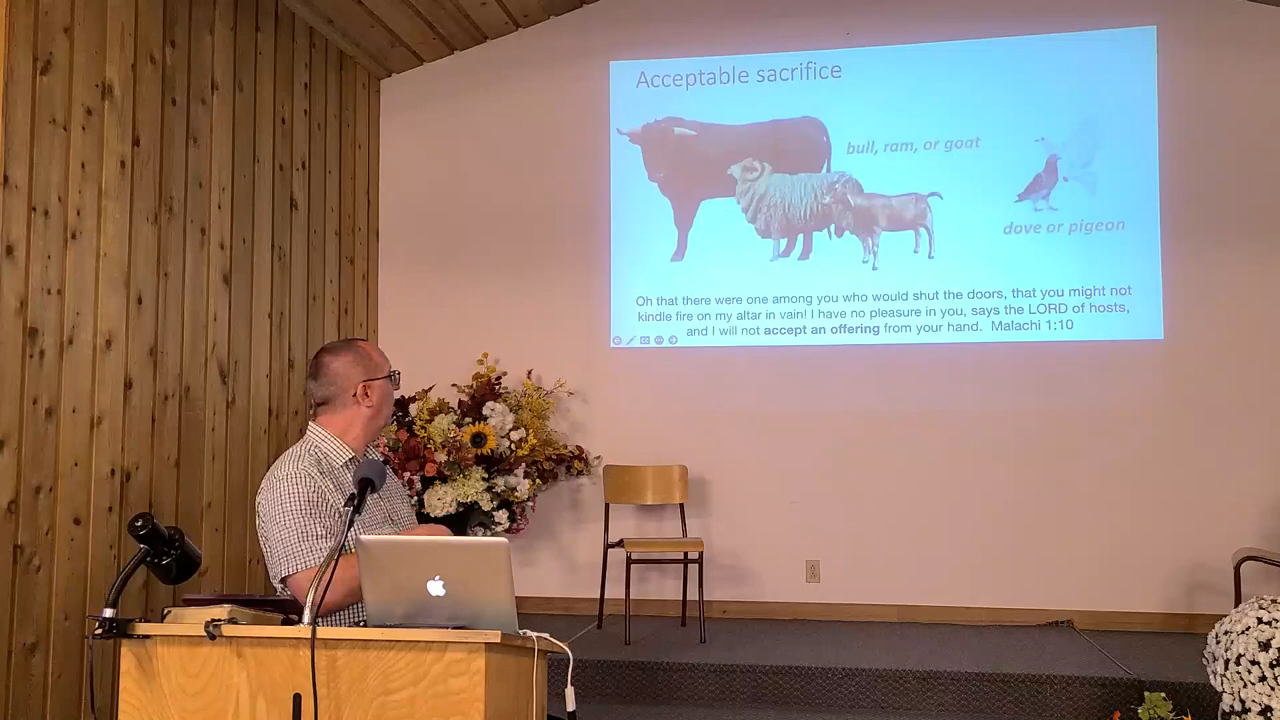 Acceptable sacrifice
bull, ram, or goat
dove or pigeon
Oh that there were one among you who would shut the doors, that you might not
kindle fire on my altar in vain! I have no pleasure in you, says the LORD of hosts,
and I will not accept an offering from your hand. Malachi 1:10